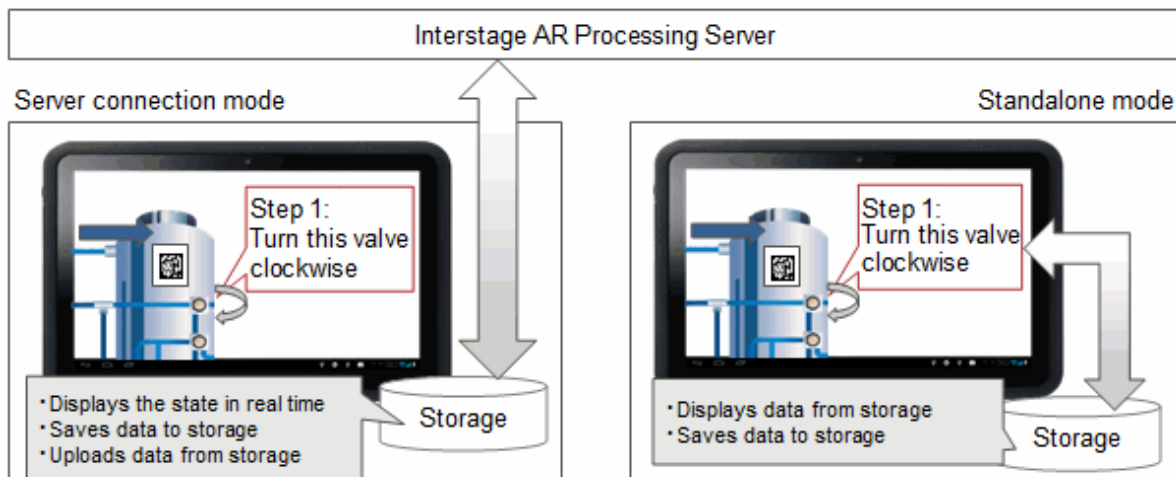 Interstage AR Processing Server
Server connection mode
Step 1:
Turn this valve
clockwise
・Displays the state in real time
・Saves data to storage
・Uploads data from storage
Storage
Standalone mode
Step 1:
Turn this valve
clockwise
・Displays data from storage
・Saves data to storage
Storage